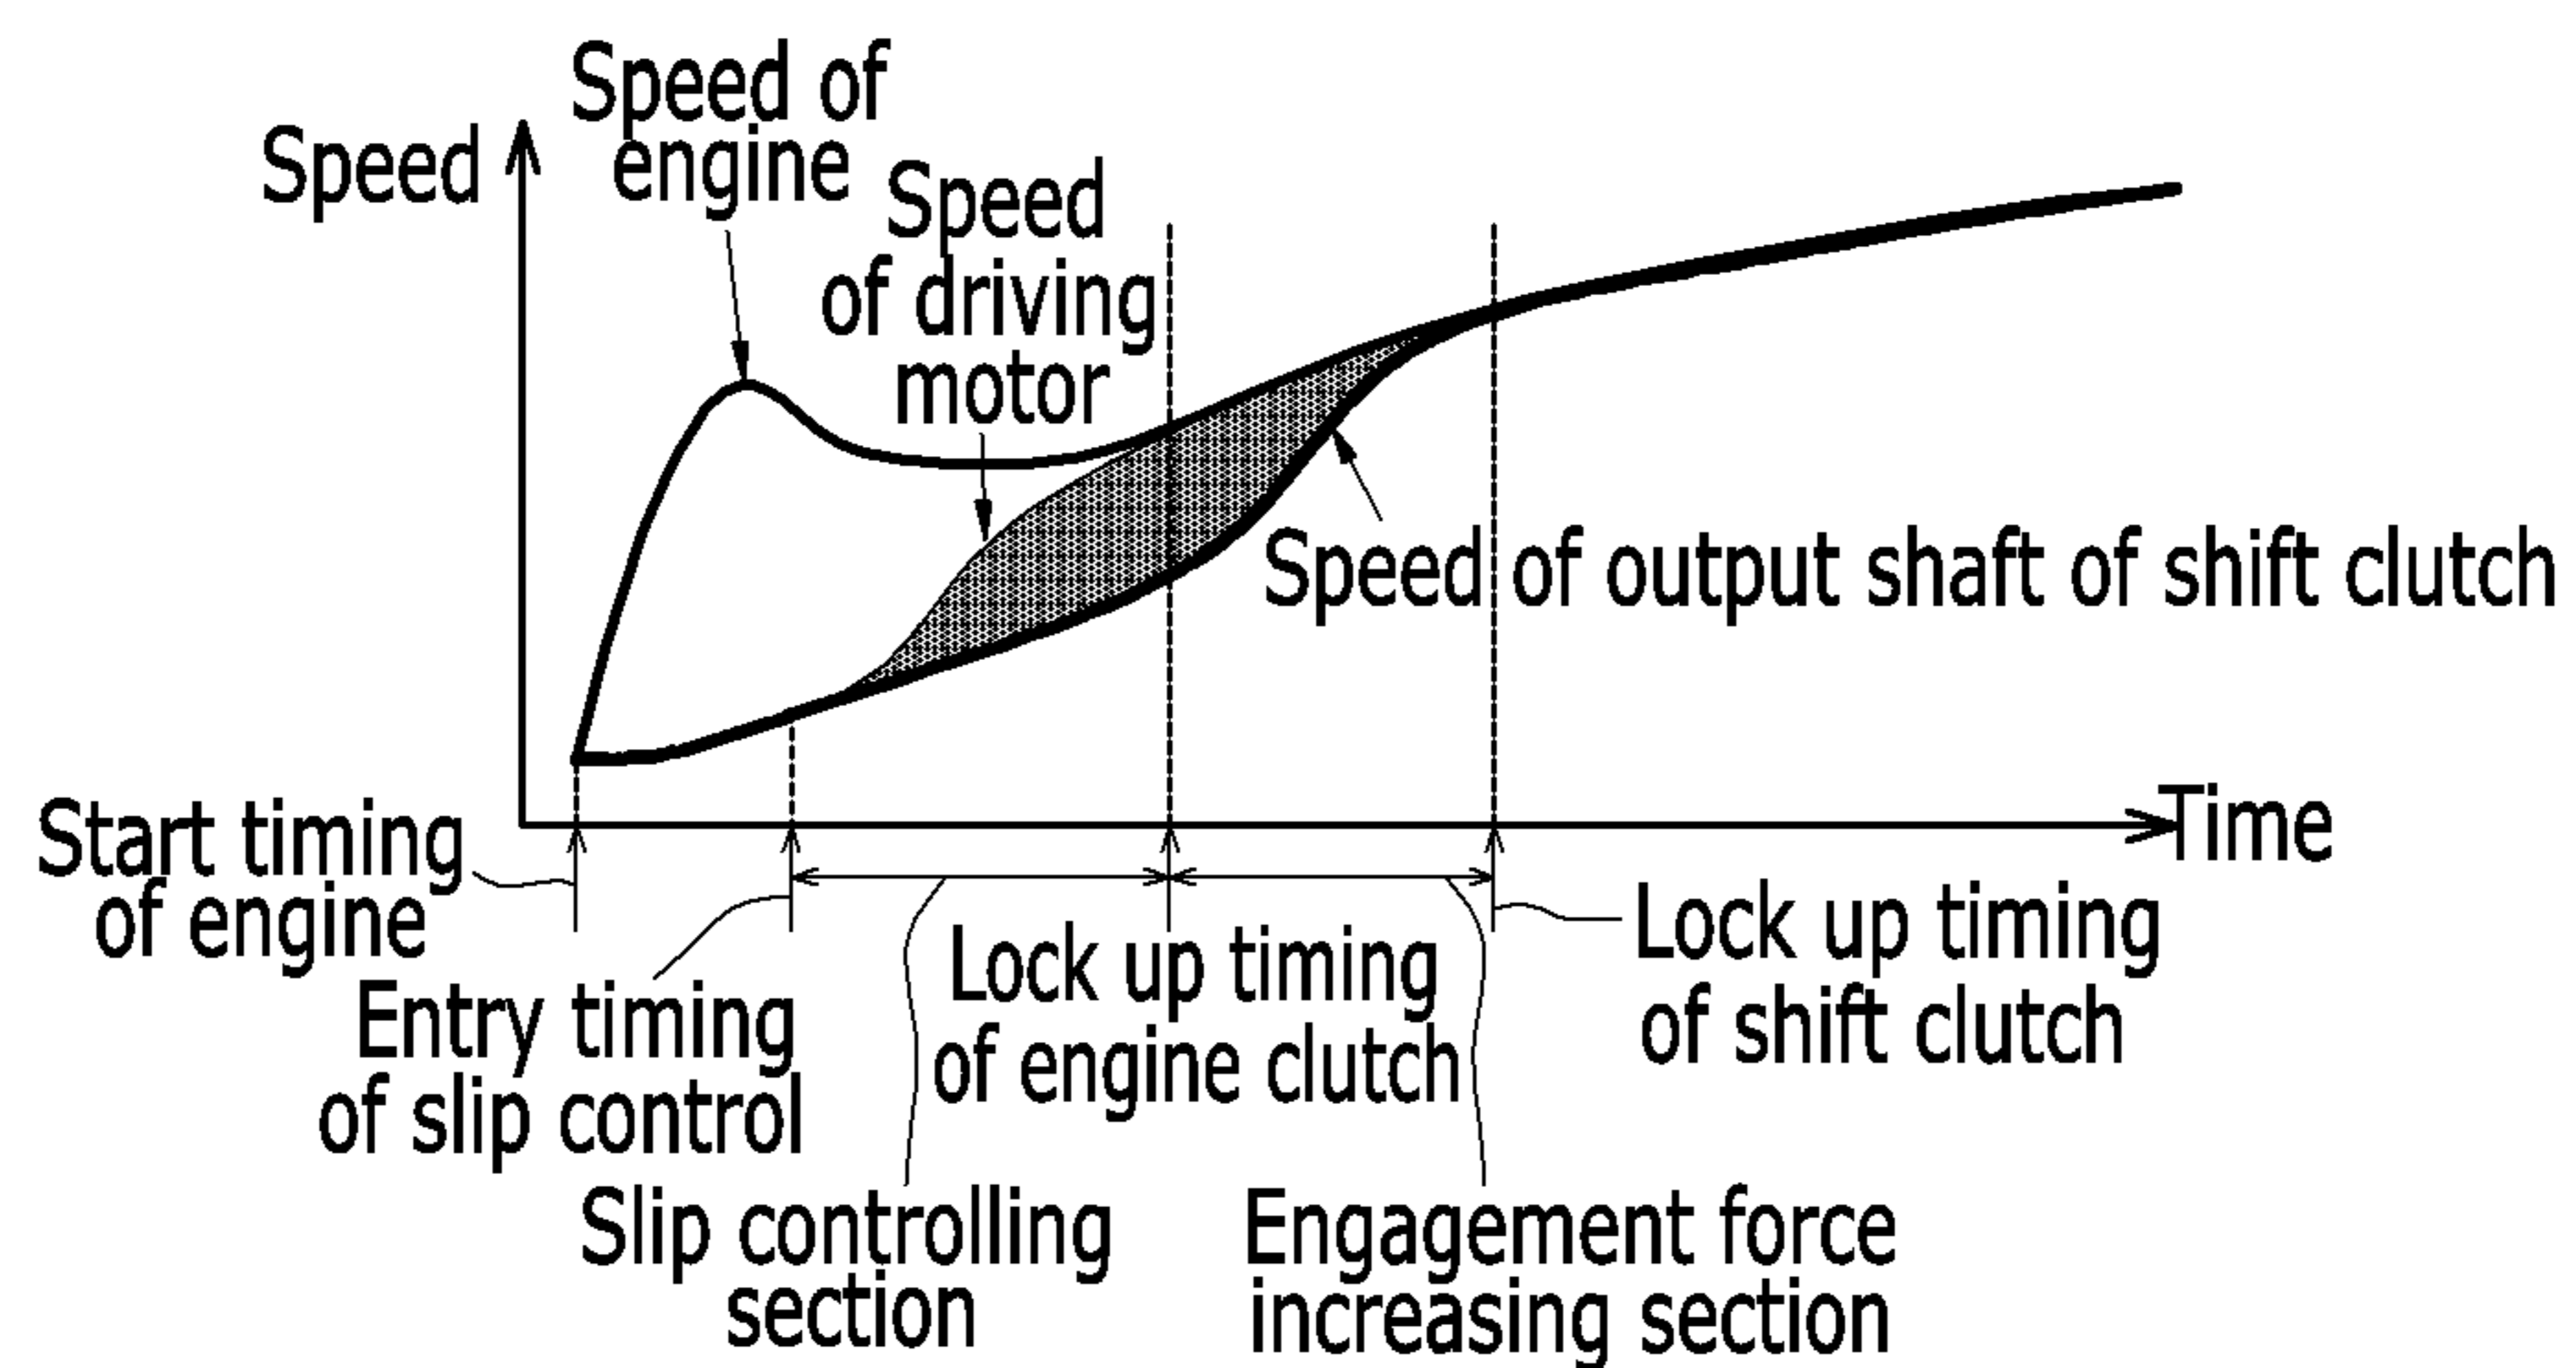 Speed
Speed of
engine
Speed
of driving
motor
Speed of output shaft of shift clutch
Time
Start timing
of engine
Entry timing
of slip control
Lock up timing
of engine clutch
Lock up timing
of shift clutch
Slip controlling
section
Engagement force
increasing section